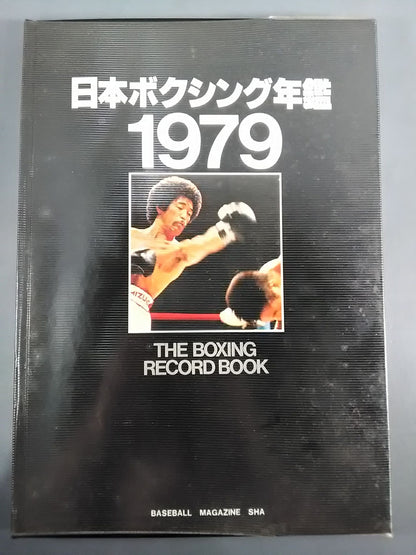 日本ボクシング年鑑
1979
THE BOXING
RECORD BOOK
BASEBALL MAGAZINE SHA